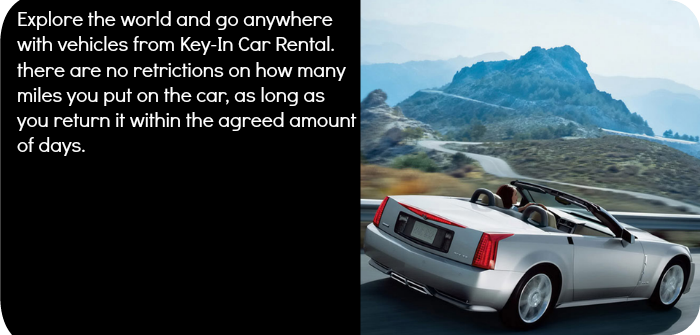 Explore the world and go anywhere
with vehicles from Key-In Car Rental.
there are no retrictions on how many
miles you put on the car, as long as
you return it within the agreed amount
of days.